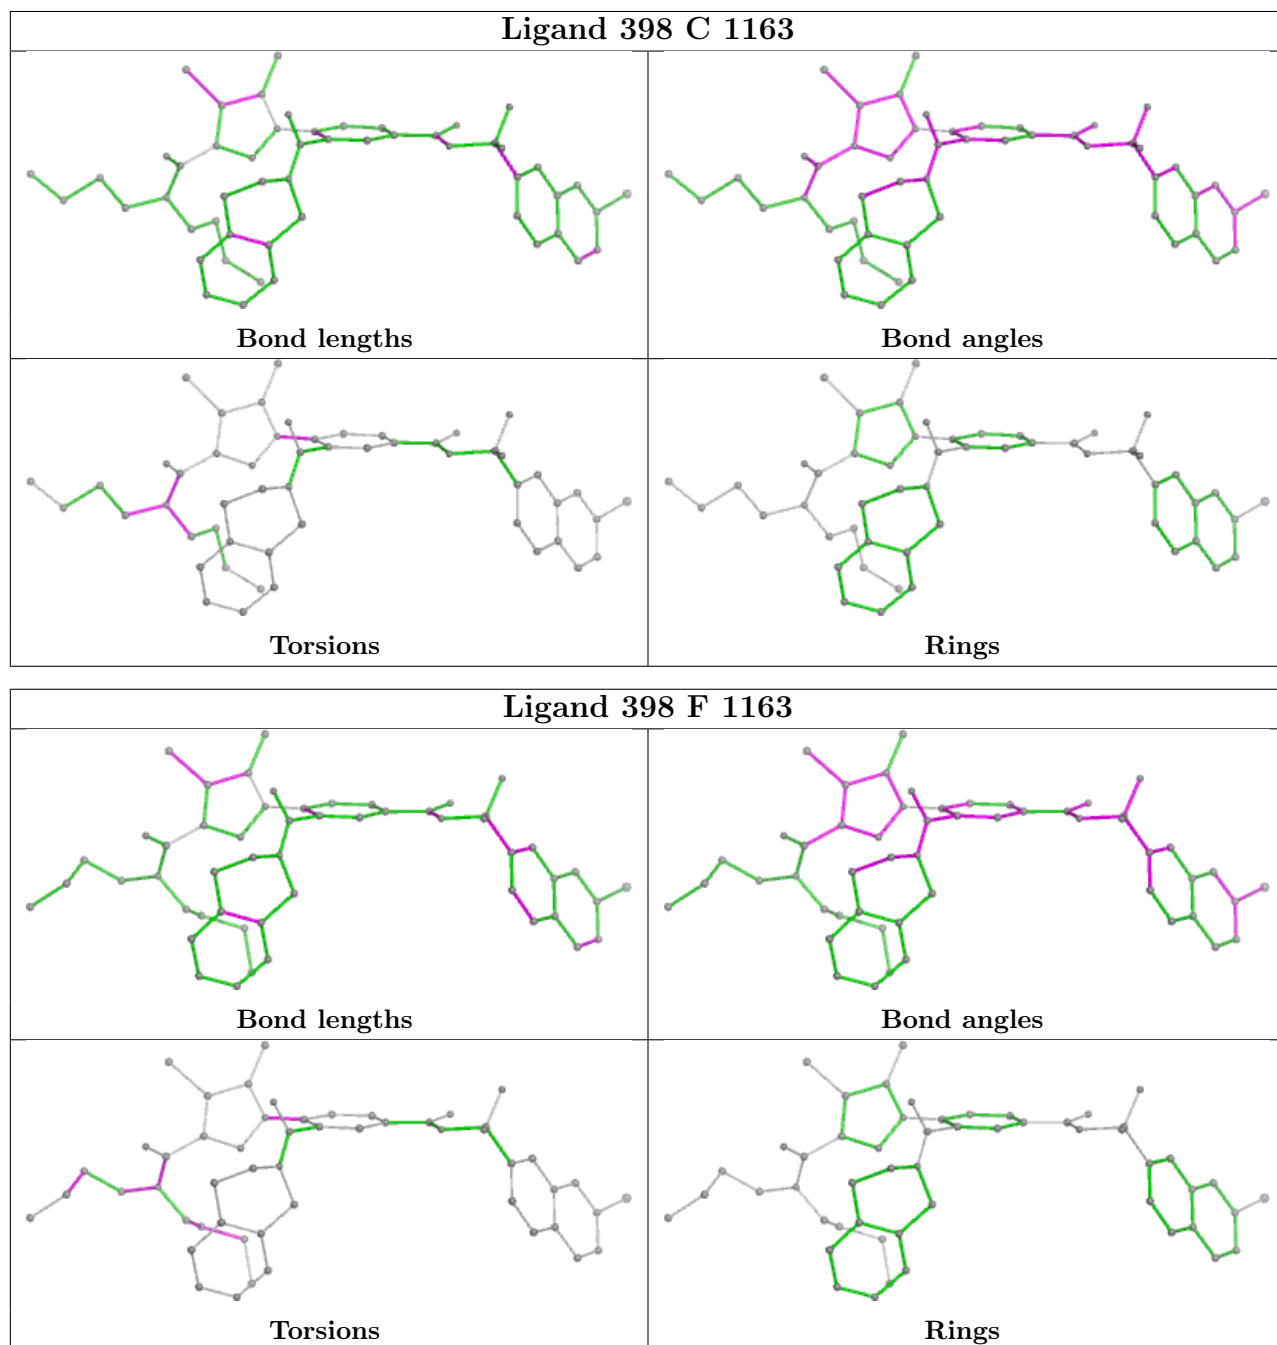 Ligand 398 C 1163
Bond lengths
Bond angles
Torsions
Rings
Ligand 398 F 1163
Bond lengths
Bond angles
Torsions
Rings